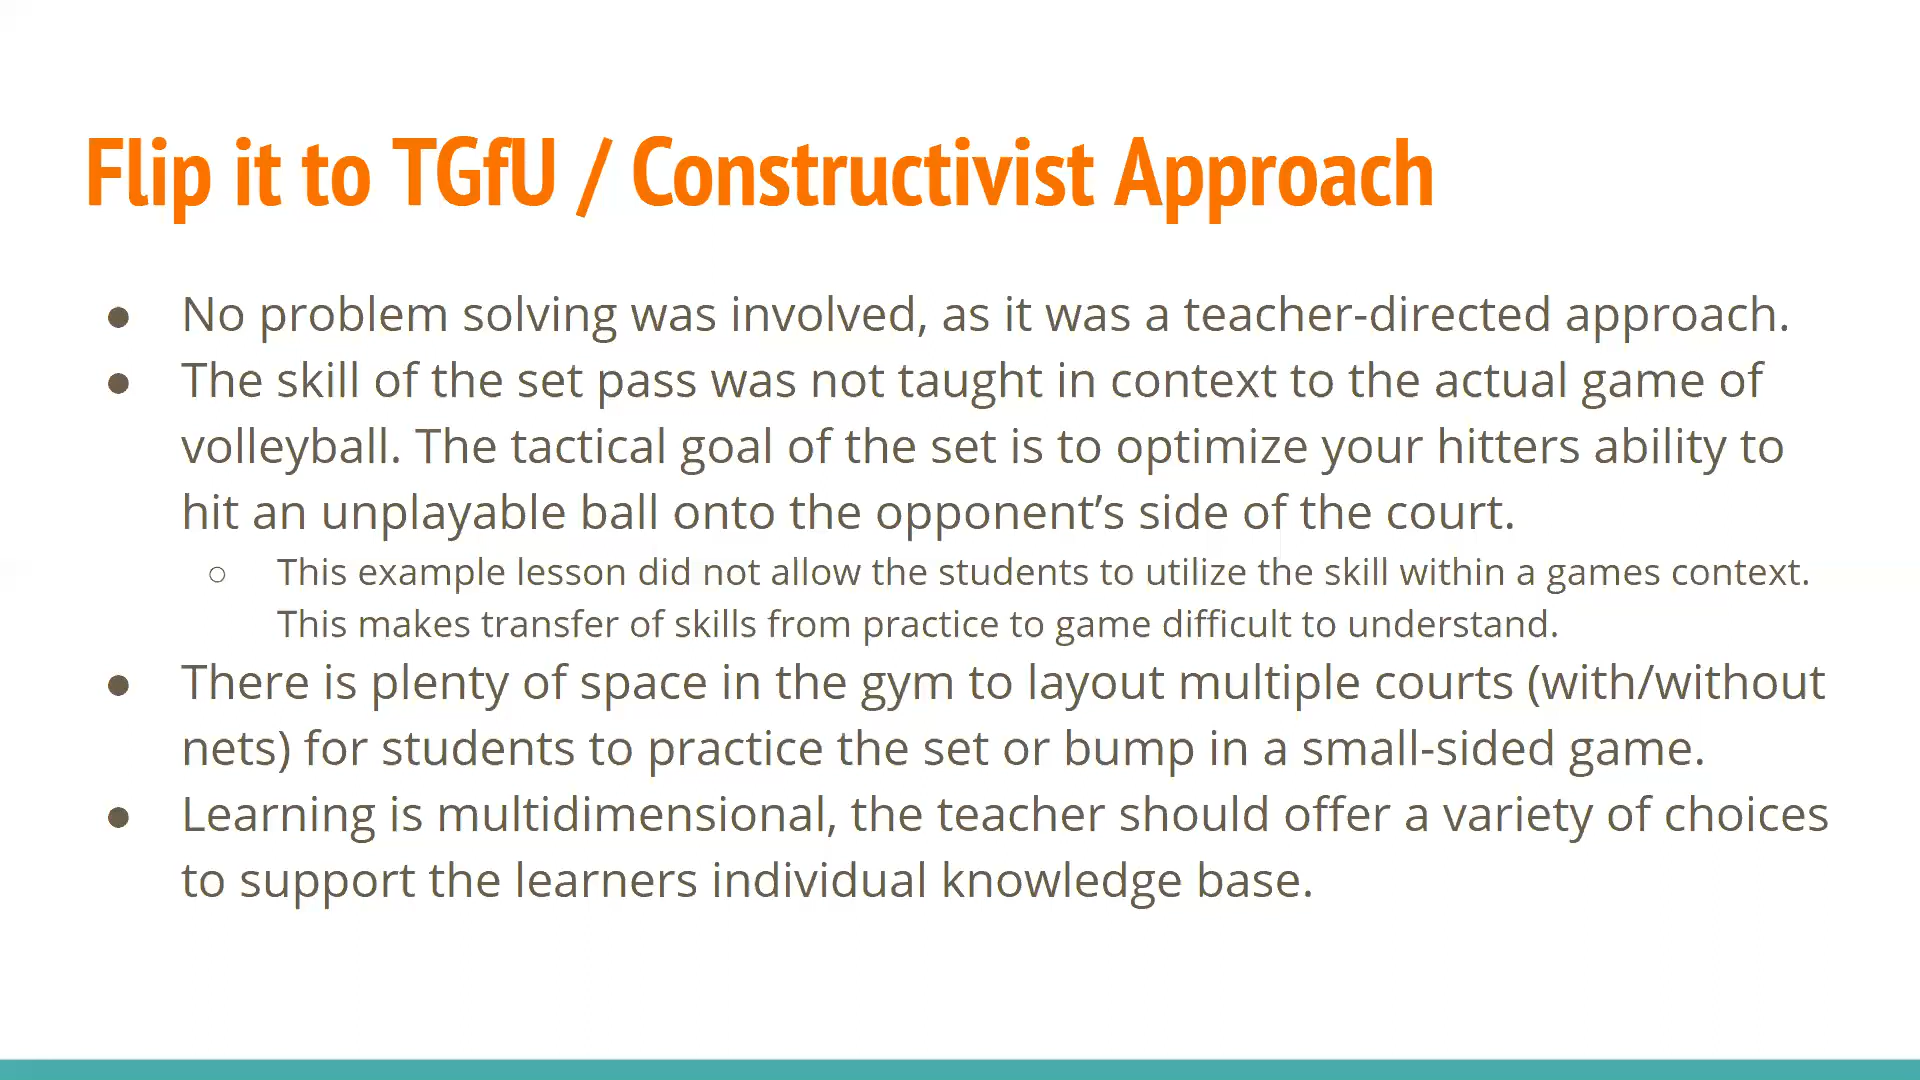 Flip it to TGfU / Constructivist Approach
● No problem solving was involved, as it was a teacher-directed approach.
● The skill of the set pass was not taught in context to the actual game of
volleyball. The tactical goal of the set is to optimize your hitters ability to
hit an unplayable ball onto the opponent’s side of the court.
○ This example lesson did not allow the students to utilize the skill within a games context.
This makes transfer of skills from practice to game difficult to understand.
● There is plenty of space in the gym to layout multiple courts (with/without
nets) for students to practice the set or bump in a small-sided game.
● Learning is multidimensional, the teacher should offer a variety of choices
to support the learners individual knowledge base.